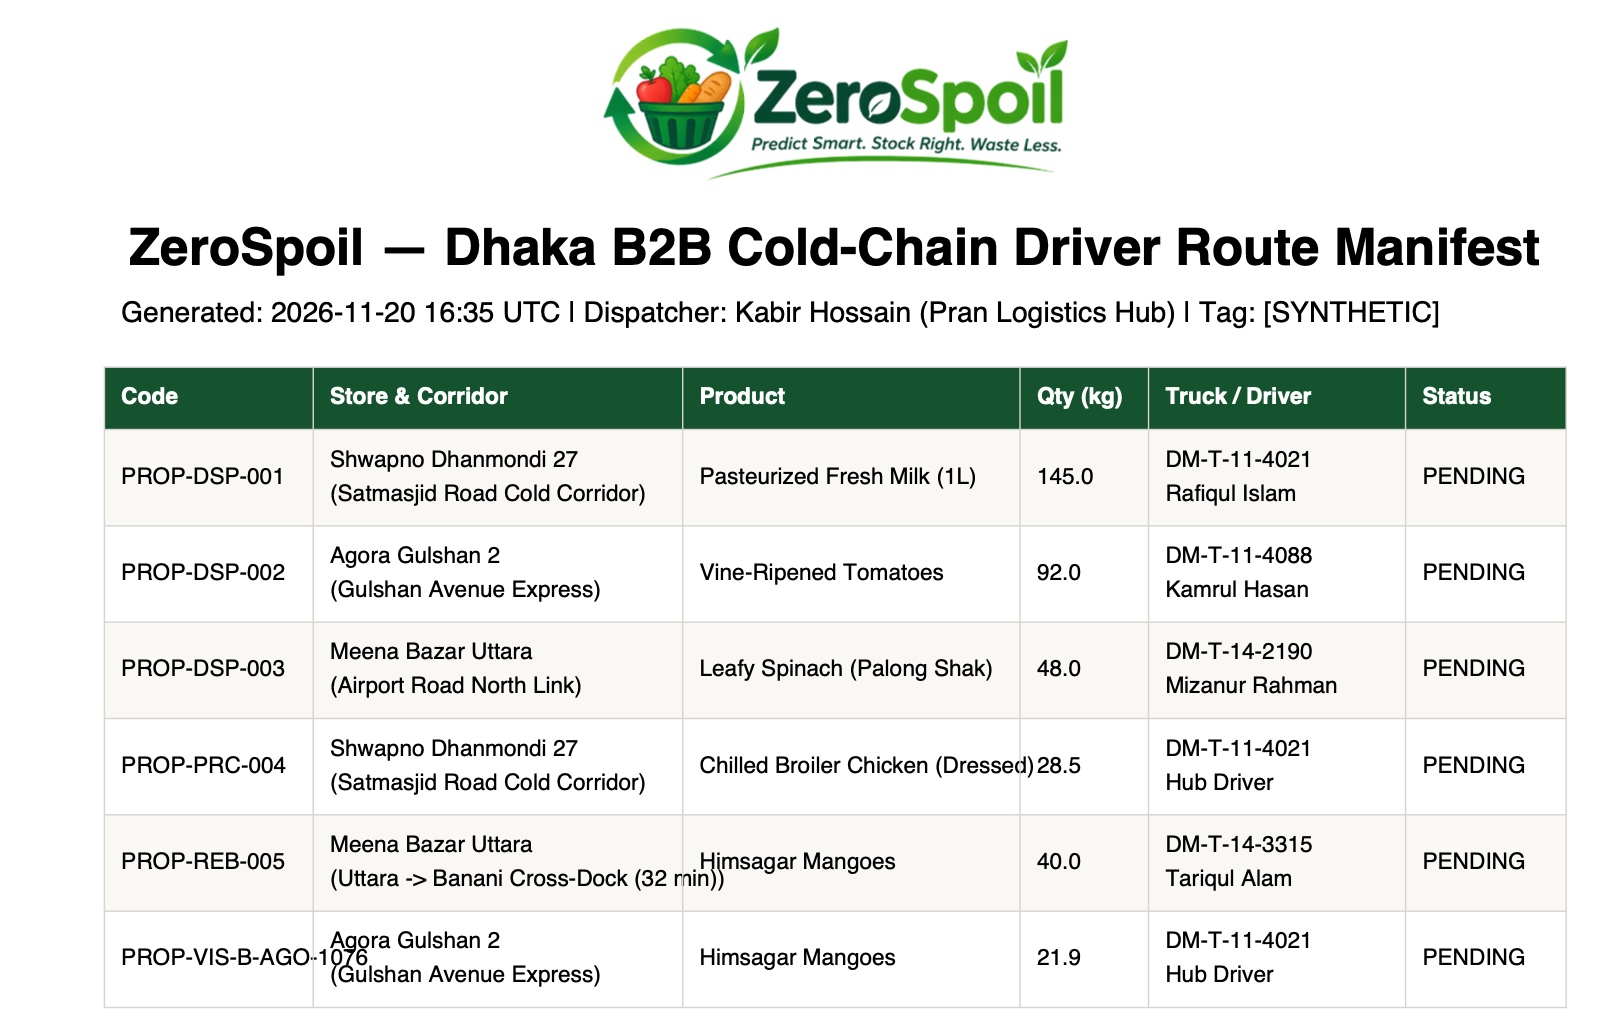 ZeroSpoil
Predict Smart. Stock Right. Waste Less.
ZeroSpoil — Dhaka B2B Cold-Chain Driver Route Manifest
Generated: 2026-11-20 16:35 UTC | Dispatcher: Kabir Hossain (Pran Logistics Hub) | Tag: [SYNTHETIC]
Code Store & Corridor Product Qty (kg) Truck / Driver Status
PROP-DSP-001 Shwapno Dhanmondi 27 Pasteurized Fresh Milk (1L) 145.0 DM-T-11-4021 PENDING
(Satmasjid Road Cold Corridor) Rafiqul Islam
PROP-DSP-002 Agora Gulshan 2 Vine-Ripened Tomatoes 92.0 DM-T-11-4088 PENDING
(Gulshan Avenue Express) Kamrul Hasan
PROP-DSP-003 Meena Bazar Uttara Leafy Spinach (Palong Shak) 48.0 DM-T-14-2190 PENDING
(Airport Road North Link) Mizanur Rahman
PROP-PRC-004 Shwapno Dhanmondi 27 Chilled Broiler Chicken (Dressed) 28.5 DM-T-11-4021 PENDING
(Satmasjid Road Cold Corridor) Hub Driver
PROP-REB-005 Meena Bazar Uttara Himsagar Mangoes 40.0 DM-T-14-3315 PENDING
(Uttara -> Banani Cross-Dock (32 min)) Tariqul Alam
PROP-VIS-B-AGO-1076 Agora Gulshan 2 Himsagar Mangoes 21.9 DM-T-11-4021 PENDING
(Gulshan Avenue Express) Hub Driver